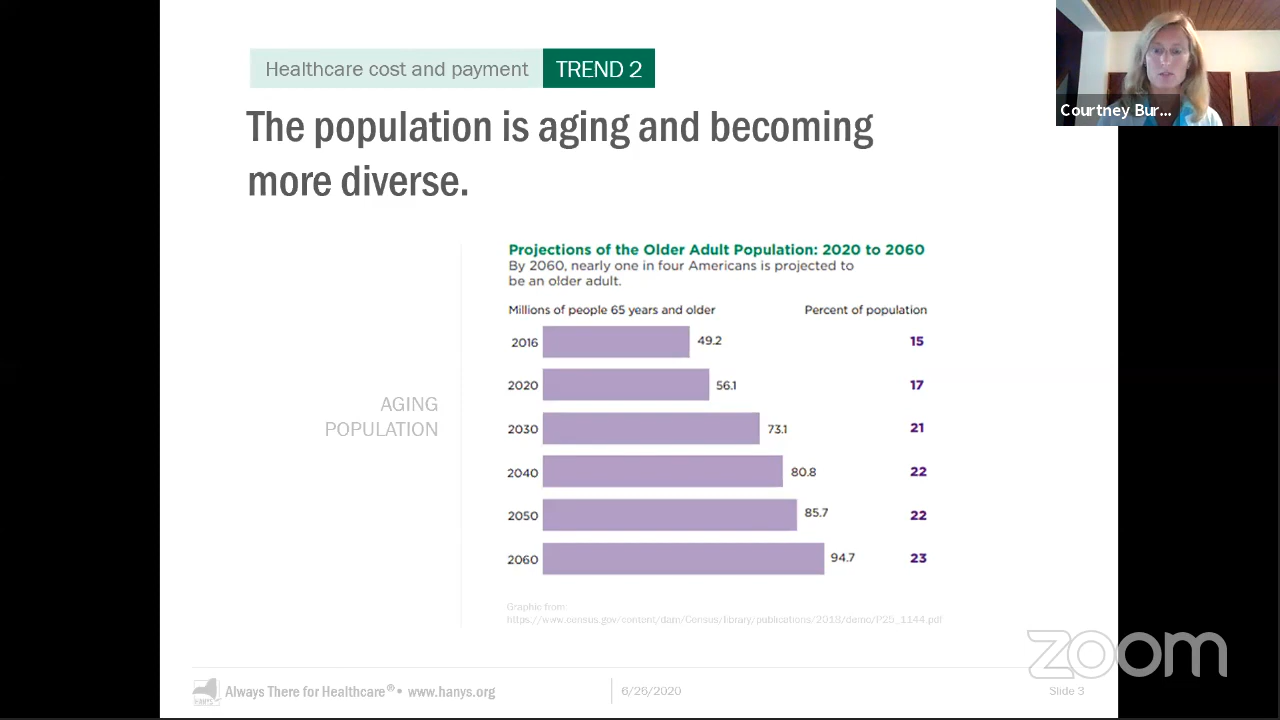 Healthcare cost and payment TREND 2
Courtney Bur...
The population is aging and becoming
more diverse.
Projections of the Older Adult Population: 2020 to 2060
By 2060, nearly one in four Americans is projected to
be an older adult.
Millions of people 65 years and older Percent of population
2016 49.2 15
2020 56.1 17
2030 73.1 21
2040 80.8 22
2050 85.7 22
2060 94.7 23
AGING
POPULATION
Graphic from:
https://www.census.gov/content/dam/Census/library/publications/2018/demo/P25_1144.pdf
zoom
HANYS
Always There for Healthcare®• www.hanys.org 6/26/2020 Slide 3